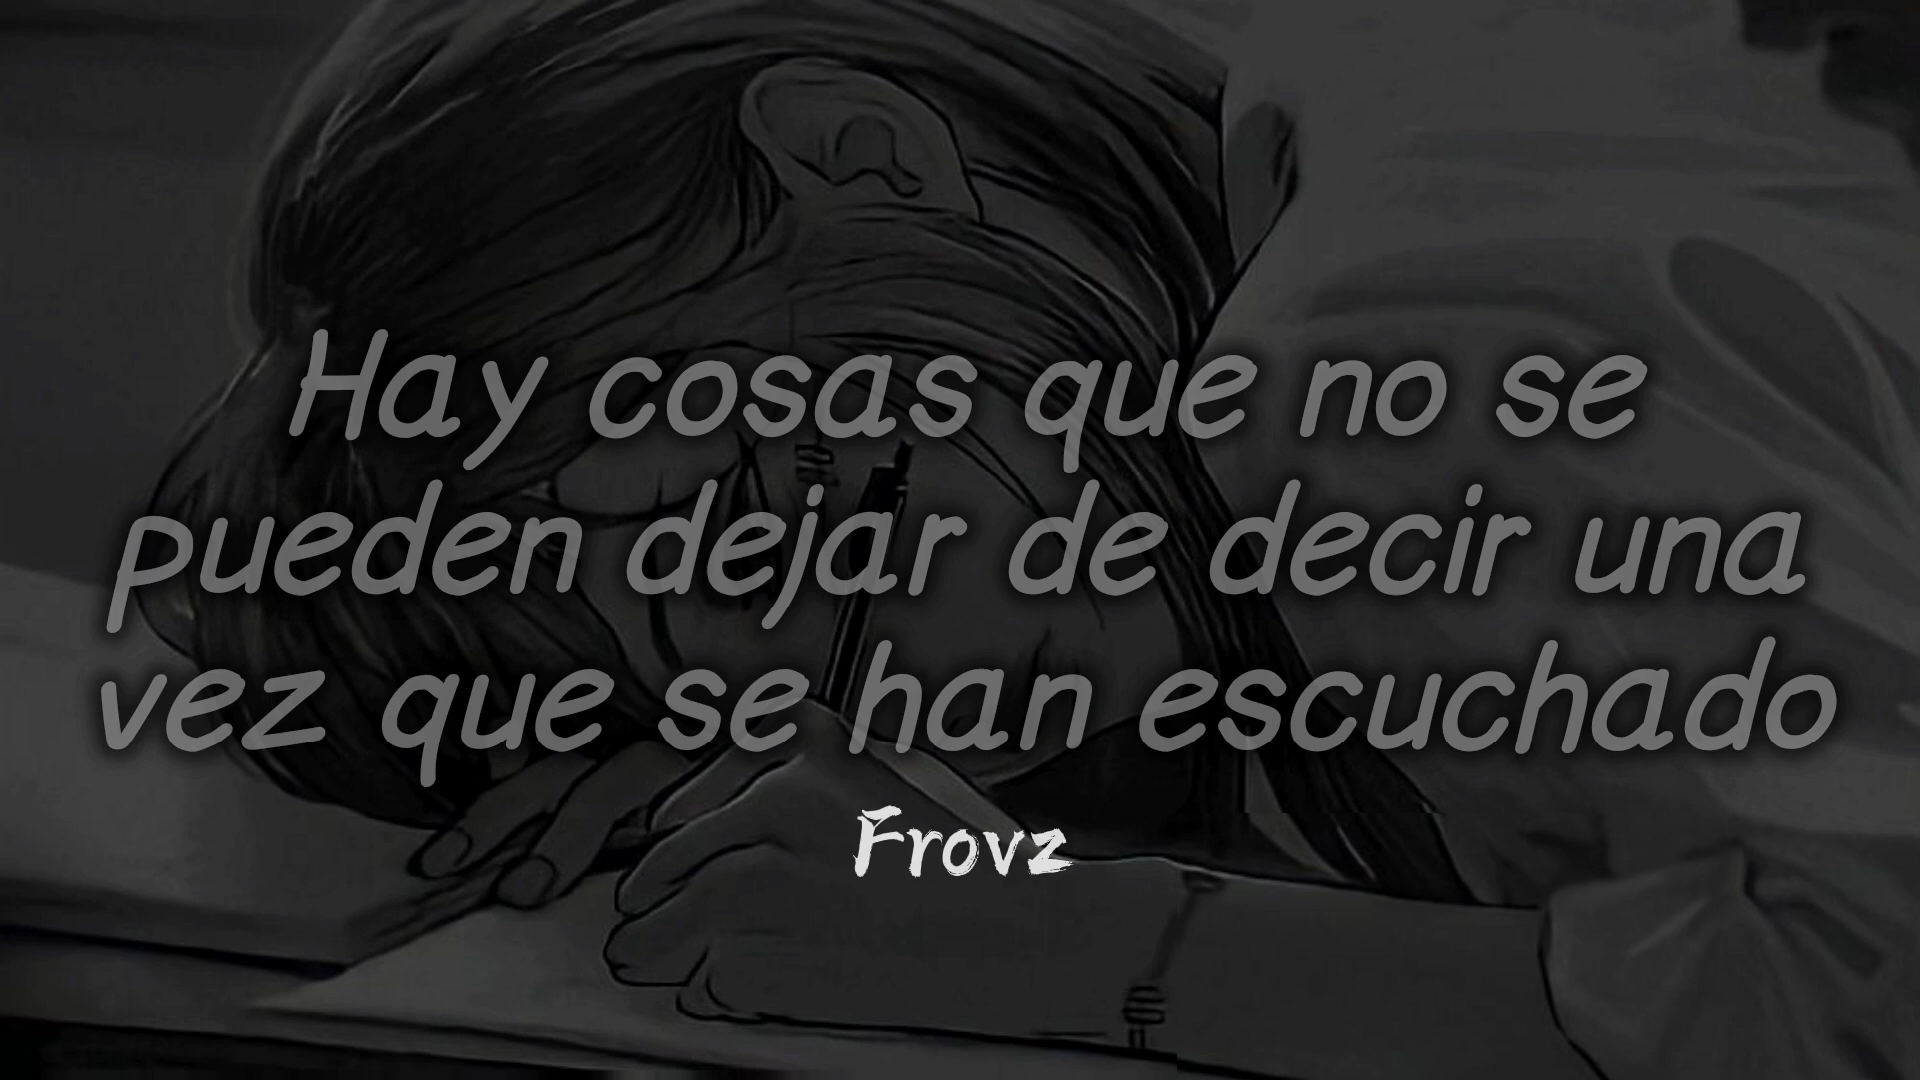 Hay cosas que no se
pueden dejar de decir una
vez que se han escuchado
Frovz